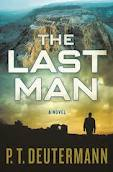 THE
LAST
MAN
A NOVEL
P. T. DEUTERMANN